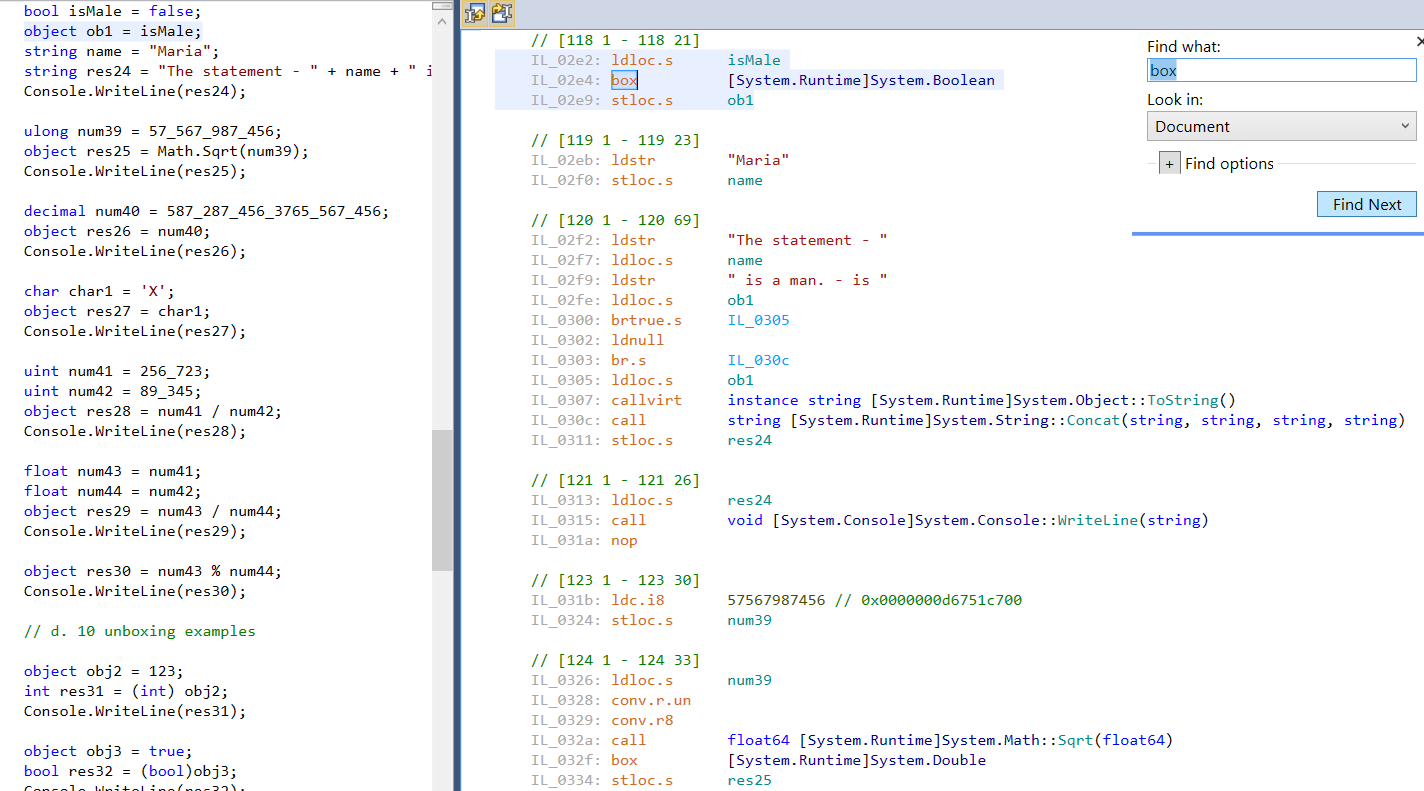 bool isMale = false;
object ob1 = isMale;
string name = "Maria";
string res24 = "The statement - " + name + " i
Console.WriteLine(res24);
ulong num39 = 57_567_987_456;
object res25 = Math.Sqrt(num39);
Console.WriteLine(res25);
decimal num40 = 587_287_456_3765_567_456;
object res26 = num40;
Console.WriteLine(res26);
char char1 = 'X';
object res27 = char1;
Console.WriteLine(res27);
uint num41 = 256_723;
uint num42 = 89_345;
object res28 = num41 / num42;
Console.WriteLine(res28);
float num43 = num41;
float num44 = num42;
object res29 = num43 / num44;
Console.WriteLine(res29);
object res30 = num43 % num44;
Console.WriteLine(res30);
// d. 10 unboxing examples
object obj2 = 123;
int res31 = (int) obj2;
Console.WriteLine(res31);
object obj3 = true;
bool res32 = (bool)obj3;
Console.WriteLine(res32);
// [118 1 - 118 21]
IL_02e2: ldloc.s isMale
IL_02e4: box [System.Runtime]System.Boolean
IL_02e9: stloc.s ob1
// [119 1 - 119 23]
IL_02eb: ldstr "Maria"
IL_02f0: stloc.s name
// [120 1 - 120 69]
IL_02f2: ldstr "The statement - "
IL_02f7: ldloc.s name
IL_02f9: ldstr " is a man. - is "
IL_02fe: ldloc.s ob1
IL_0300: brtrue.s IL_0305
IL_0302: ldnull
IL_0303: br.s IL_030c
IL_0305: ldloc.s ob1
IL_0307: callvirt instance string [System.Runtime]System.Object::ToString()
IL_030c: call string [System.Runtime]System.String::Concat(string, string, string, string)
IL_0311: stloc.s res24
// [121 1 - 121 26]
IL_0313: ldloc.s res24
IL_0315: call void [System.Console]System.Console::WriteLine(string)
IL_031a: nop
// [123 1 - 123 30]
IL_031b: ldc.i8 57567987456 // 0x0000000d6751c700
IL_0324: stloc.s num39
// [124 1 - 124 33]
IL_0326: ldloc.s num39
IL_0328: conv.r.un
IL_0329: conv.r8
IL_032a: call float64 [System.Runtime]System.Math::Sqrt(float64)
IL_032f: box [System.Runtime]System.Double
IL_0334: stloc.s res25
Find what:
box
Look in:
Document
+ Find options
Find Next